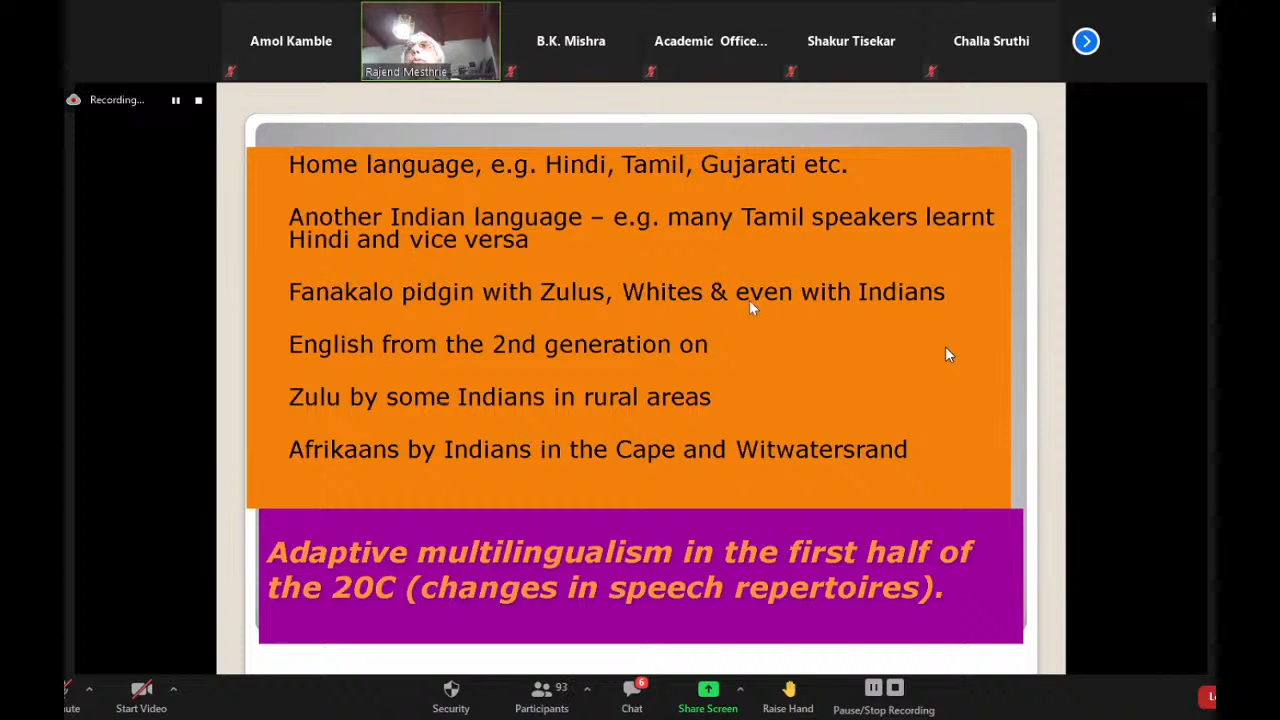 Amol Kamble
Rajend Mesthrie
B.K. Mishra
Academic Office...
Shakur Tisekar
Challa Sruthi
Recording...
Home language, e.g. Hindi, Tamil, Gujarati etc.
Another Indian language – e.g. many Tamil speakers learnt
Hindi and vice versa
Fanakalo pidgin with Zulus, Whites & even with Indians
English from the 2nd generation on
Zulu by some Indians in rural areas
Afrikaans by Indians in the Cape and Witwatersrand
Adaptive multilingualism in the first half of
the 20C (changes in speech repertoires).
ute
Start Video
Security
93
Participants
6
Chat
Share Screen
Raise Hand
Pause/Stop Recording